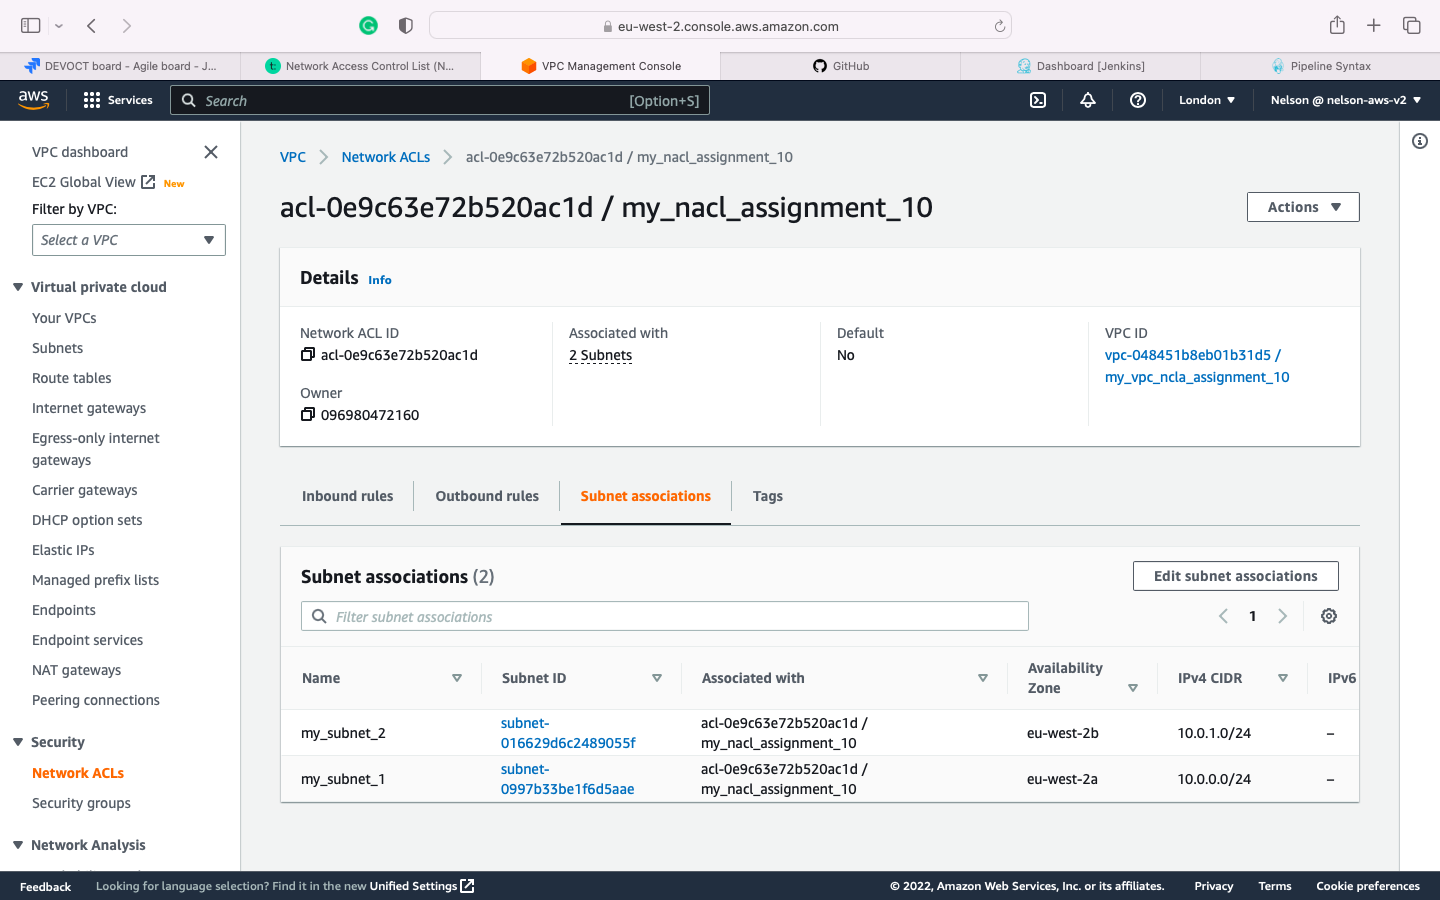 eu-west-2.console.aws.amazon.com
DEVOCT board - Agile board - J...
Network Access Control List (N...
VPC Management Console
GitHub
Dashboard [Jenkins]
Pipeline Syntax
aws
Services
Search
[Option+S]
London
Nelson @ nelson-aws-v2
VPC dashboard
EC2 Global View
New
Filter by VPC:
Select a VPC
Virtual private cloud
Your VPCs
Subnets
Route tables
Internet gateways
Egress-only internet
gateways
Carrier gateways
DHCP option sets
Elastic IPs
Managed prefix lists
Endpoints
Endpoint services
NAT gateways
Peering connections
Security
Network ACLs
Security groups
Network Analysis
VPC
Network ACLs
acl-0e9c63e72b520ac1d / my_nacl_assignment_10
acl-0e9c63e72b520ac1d / my_nacl_assignment_10
Actions
Details Info
Network ACL ID
acl-0e9c63e72b520ac1d
Owner
096980472160
Associated with
2 Subnets
Default
No
VPC ID
vpc-048451b8eb01b31d5 /
my_vpc_ncla_assignment_10
Inbound rules
Outbound rules
Subnet associations
Tags
Subnet associations (2)
Edit subnet associations
Filter subnet associations
1
Name
Subnet ID
Associated with
Availability
Zone
IPv4 CIDR
IPv6
my_subnet_2
subnet-
016629d6c2489055f
acl-0e9c63e72b520ac1d /
my_nacl_assignment_10
eu-west-2b
10.0.1.0/24
–
my_subnet_1
subnet-
0997b33be1f6d5aae
acl-0e9c63e72b520ac1d /
my_nacl_assignment_10
eu-west-2a
10.0.0.0/24
–
Feedback
Looking for language selection? Find it in the new Unified Settings
© 2022, Amazon Web Services, Inc. or its affiliates.
Privacy
Terms
Cookie preferences